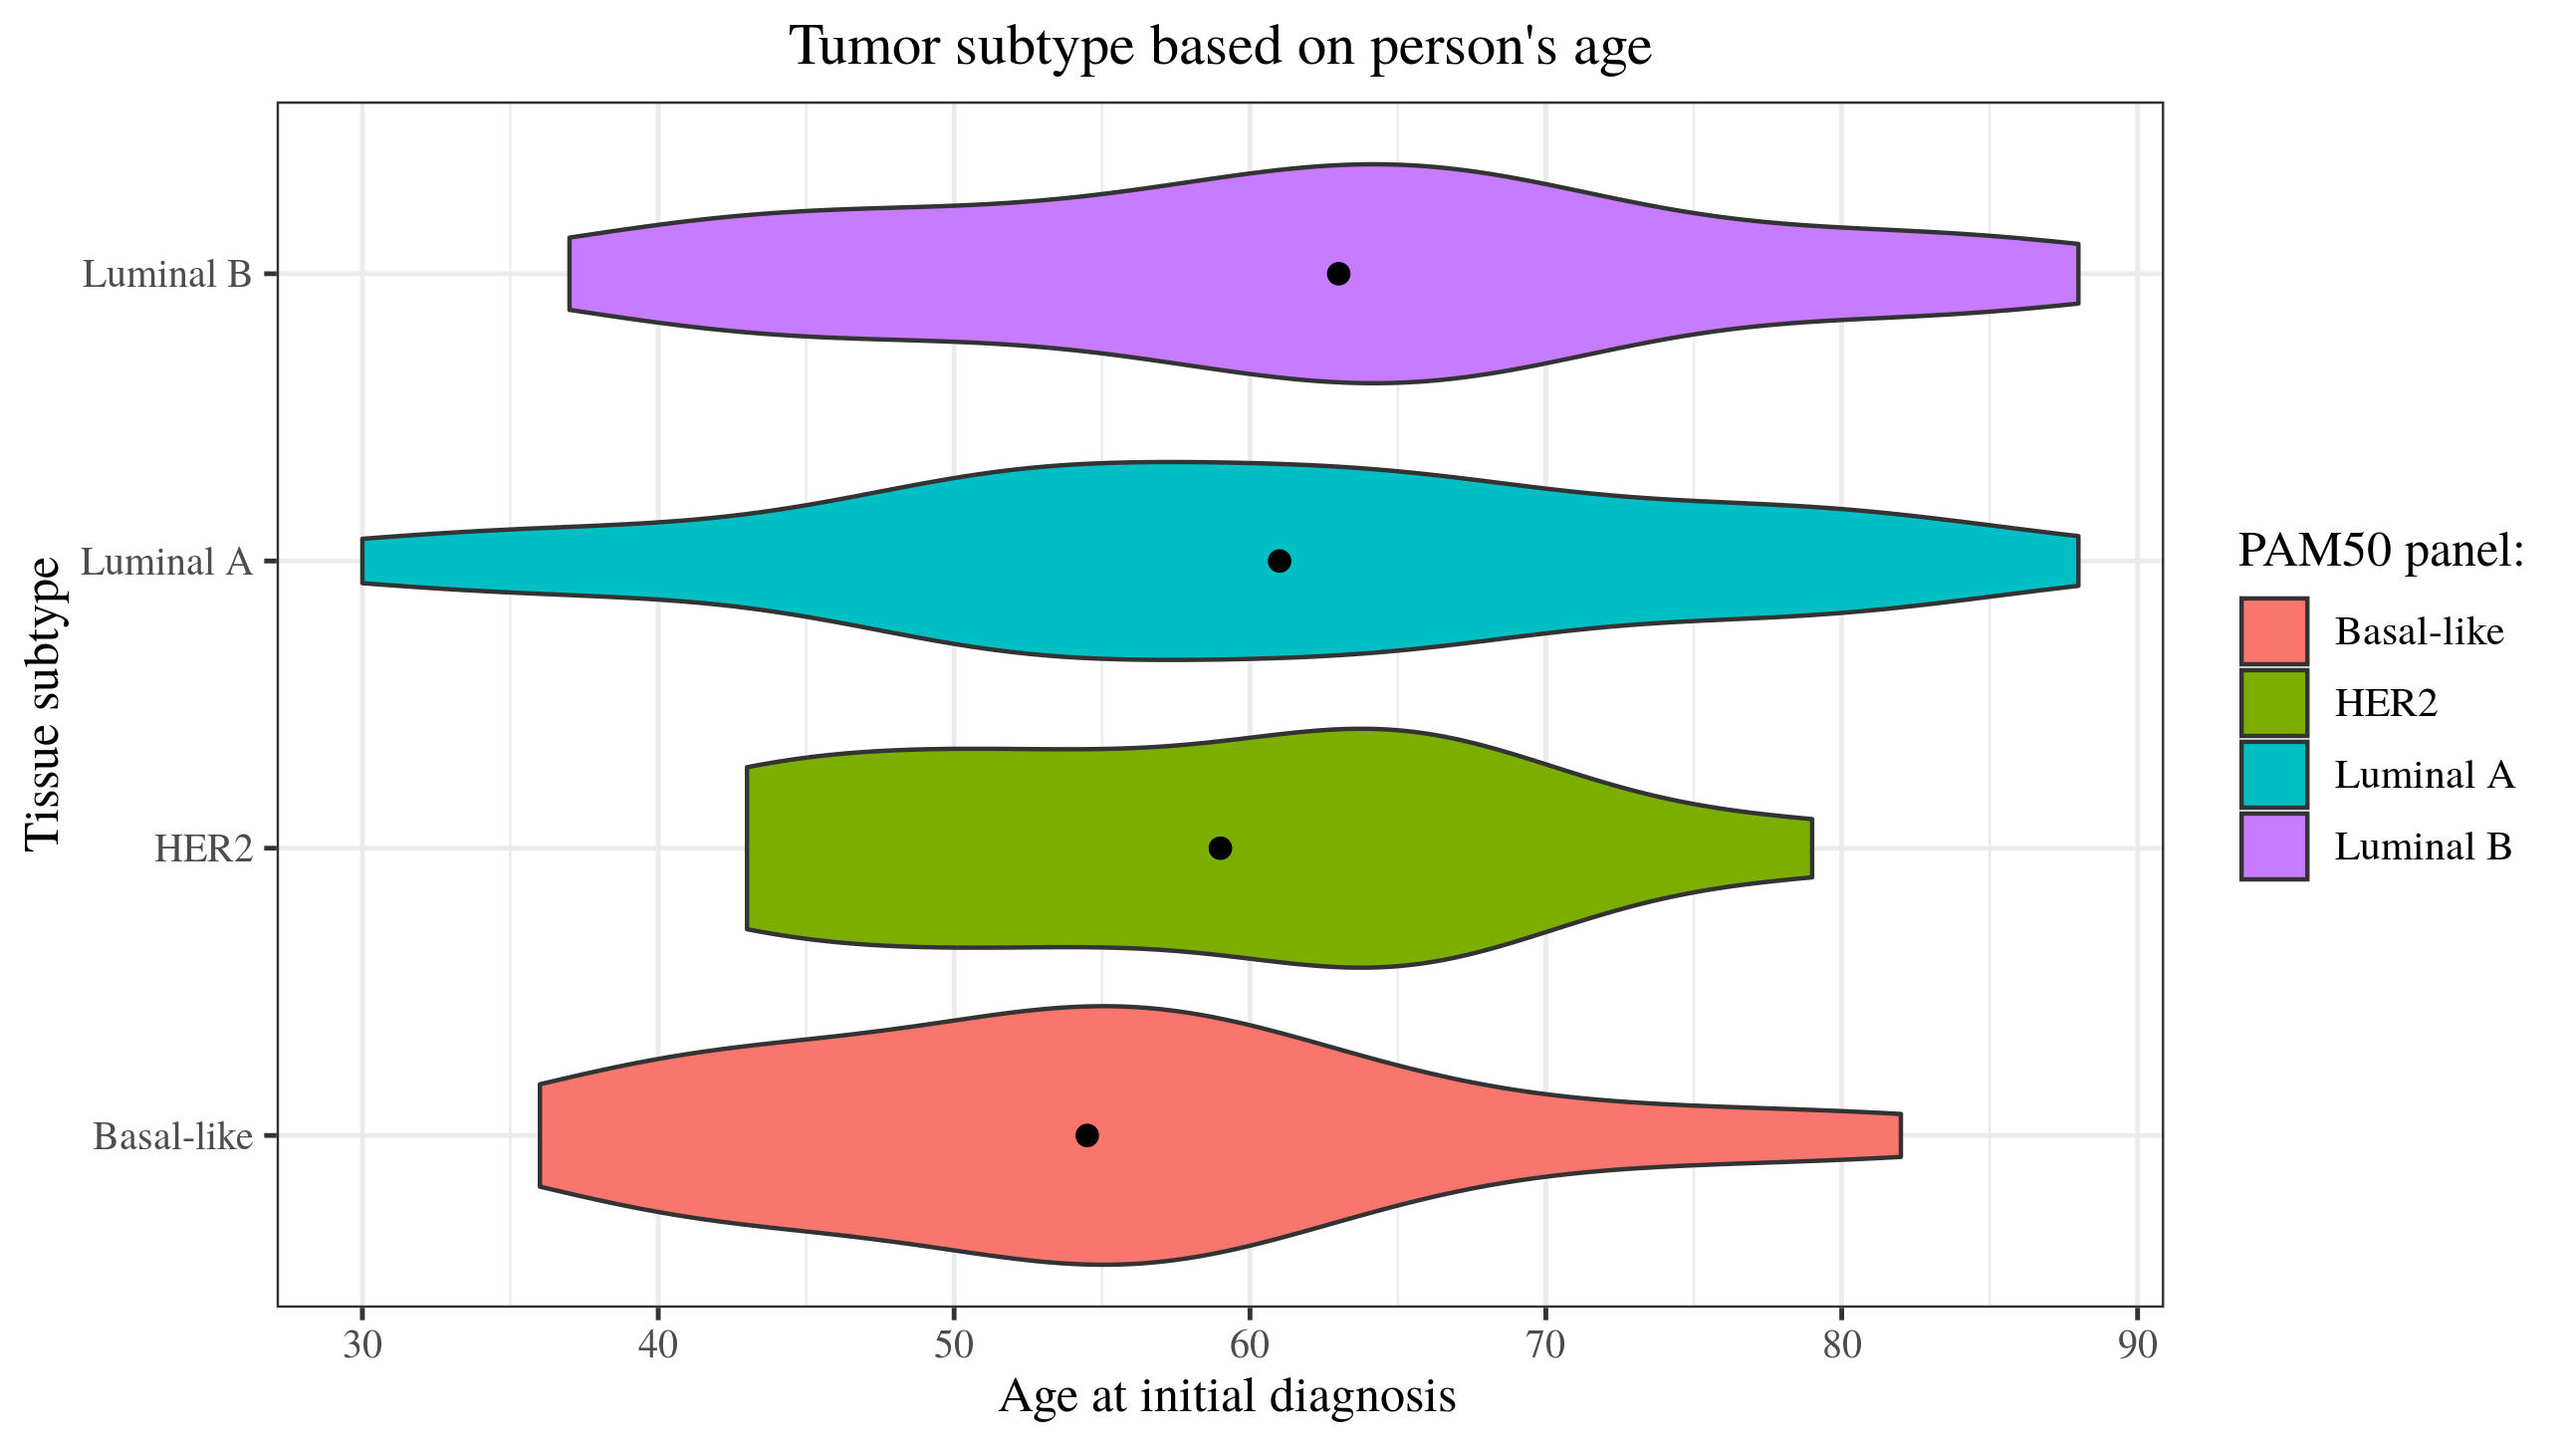 Tumor subtype based on person's age
Tissue subtype
Luminal B
Luminal A
HER2
Basal-like
30 40 50 60 70 80 90
Age at initial diagnosis
PAM50 panel:
Basal-like
HER2
Luminal A
Luminal B